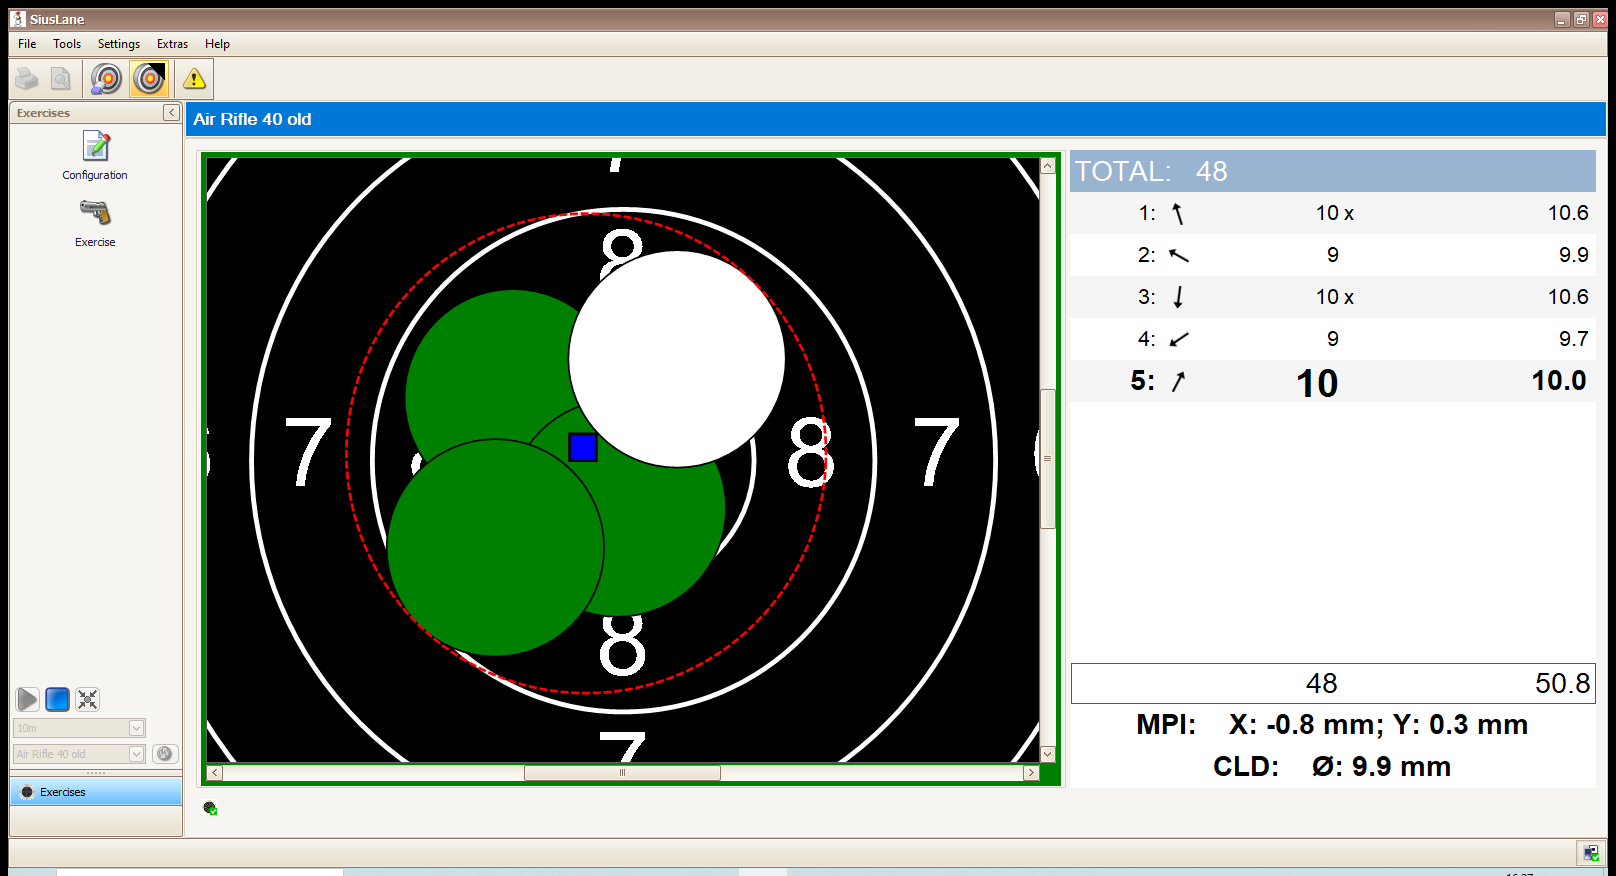 SiusLane
File Tools Settings Extras Help
Exercises
Configuration
Exercise
10m
Air Rifle 40 old
Exercises
Air Rifle 40 old
7
8
7 8 7
8
7
TOTAL: 48
1: 10 x 10.6
2: 9 9.9
3: 10 x 10.6
4: 9 9.7
5: 10 10.0
48 50.8
MPI: X: -0.8 mm; Y: 0.3 mm
CLD: Ø: 9.9 mm